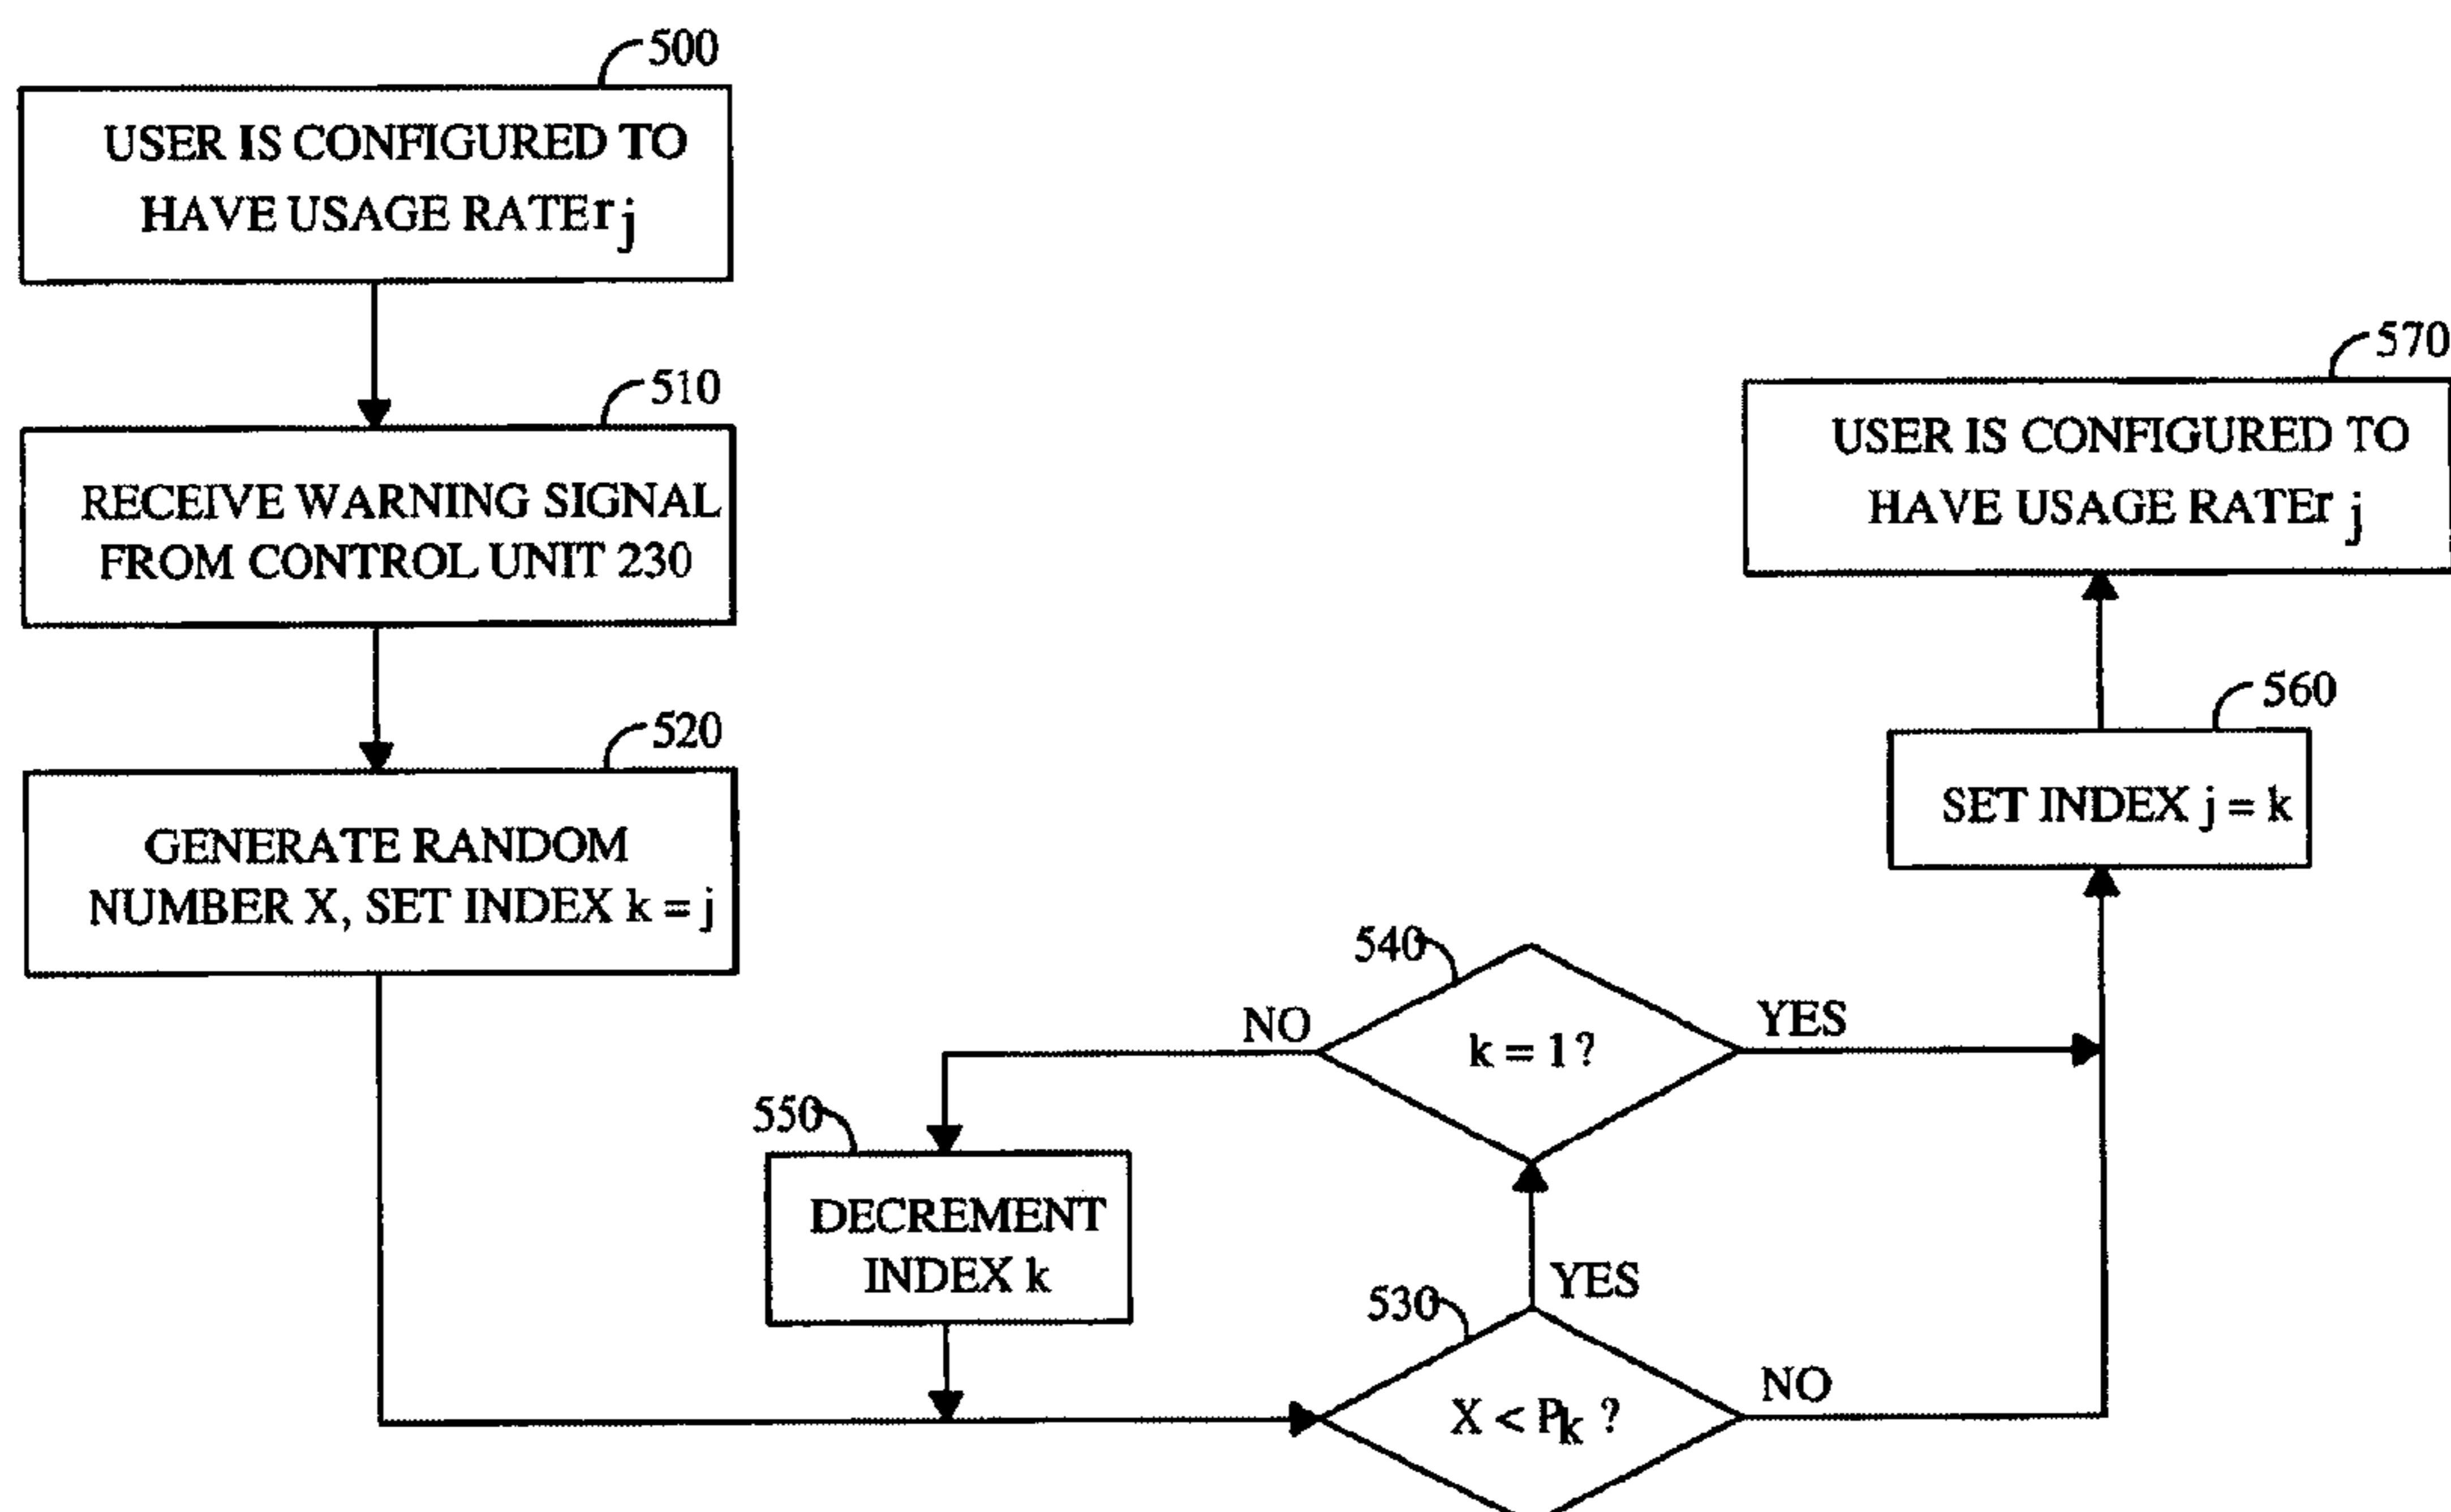 500
USER IS CONFIGURED TO
HAVE USAGE RATE r j
510
RECEIVE WARNING SIGNAL
FROM CONTROL UNIT 230
520
GENERATE RANDOM
NUMBER X, SET INDEX k = j
530
X < Pk ?
YES
NO
540
k = 1 ?
NO
YES
550
DECREMENT
INDEX k
560
SET INDEX j = k
570
USER IS CONFIGURED TO
HAVE USAGE RATE r j